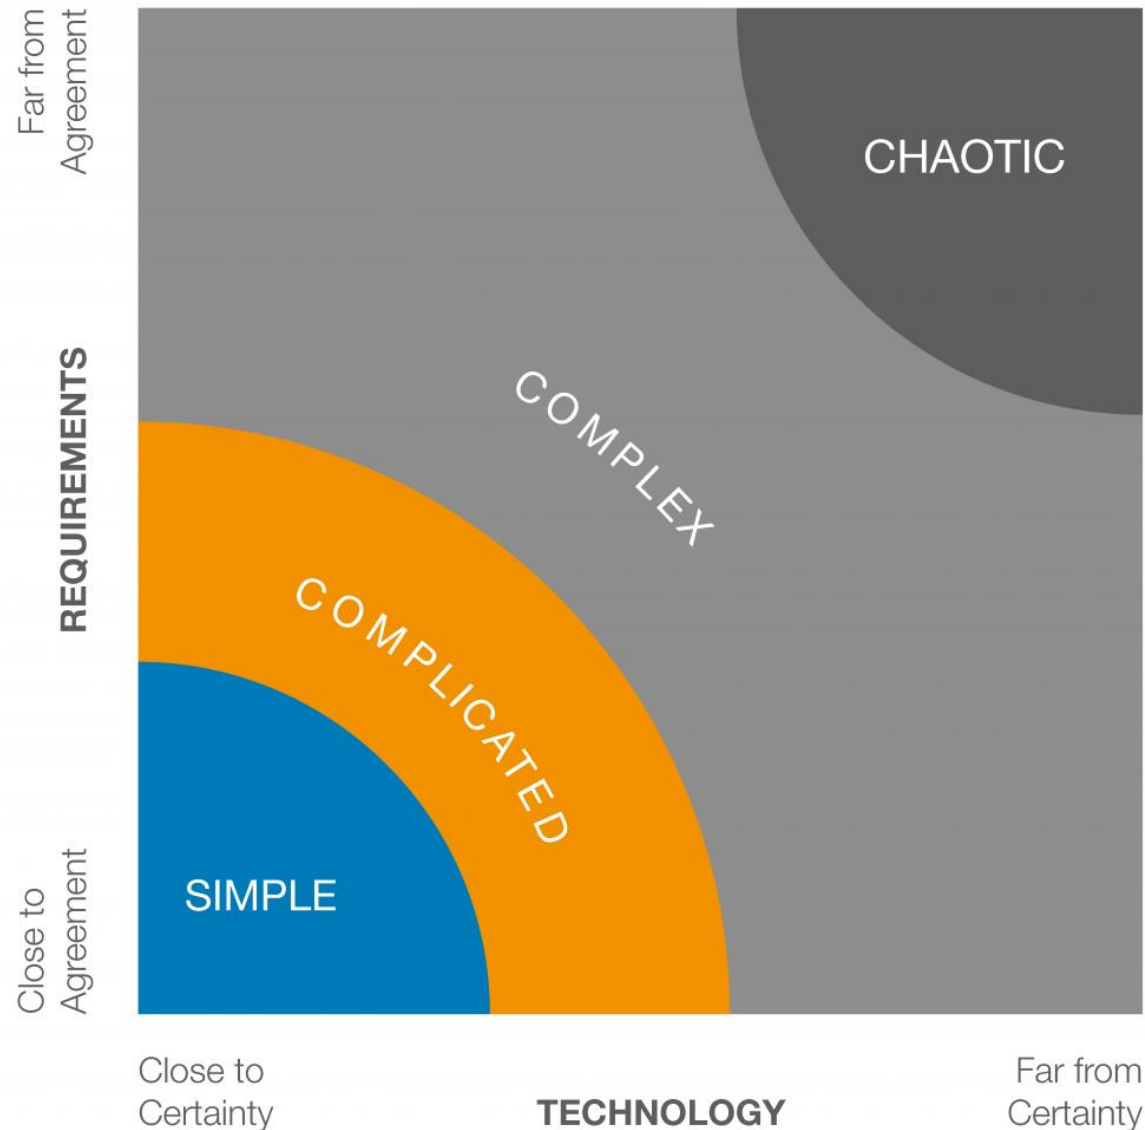 Far from
Agreement
CHAOTIC
REQUIREMENTS
COMPLEX
COMPLICATED
SIMPLE
Close to
Agreement
Close to
Certainty
TECHNOLOGY
Far from
Certainty